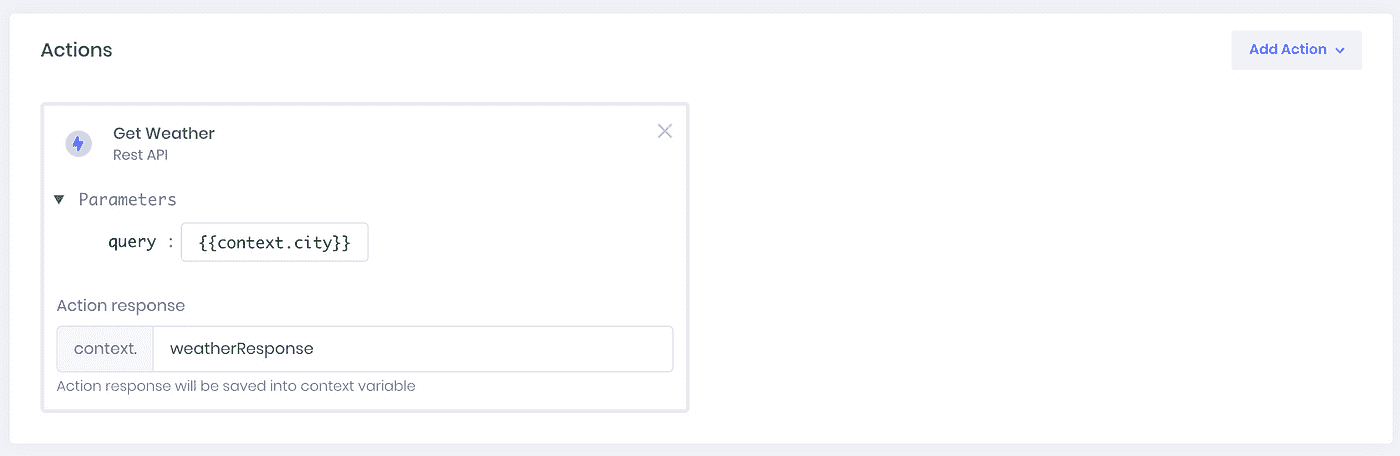 Actions
Add Action
Get Weather
Rest API
Parameters
query : {{context.city}}
Action response
context. weatherResponse
Action response will be saved into context variable